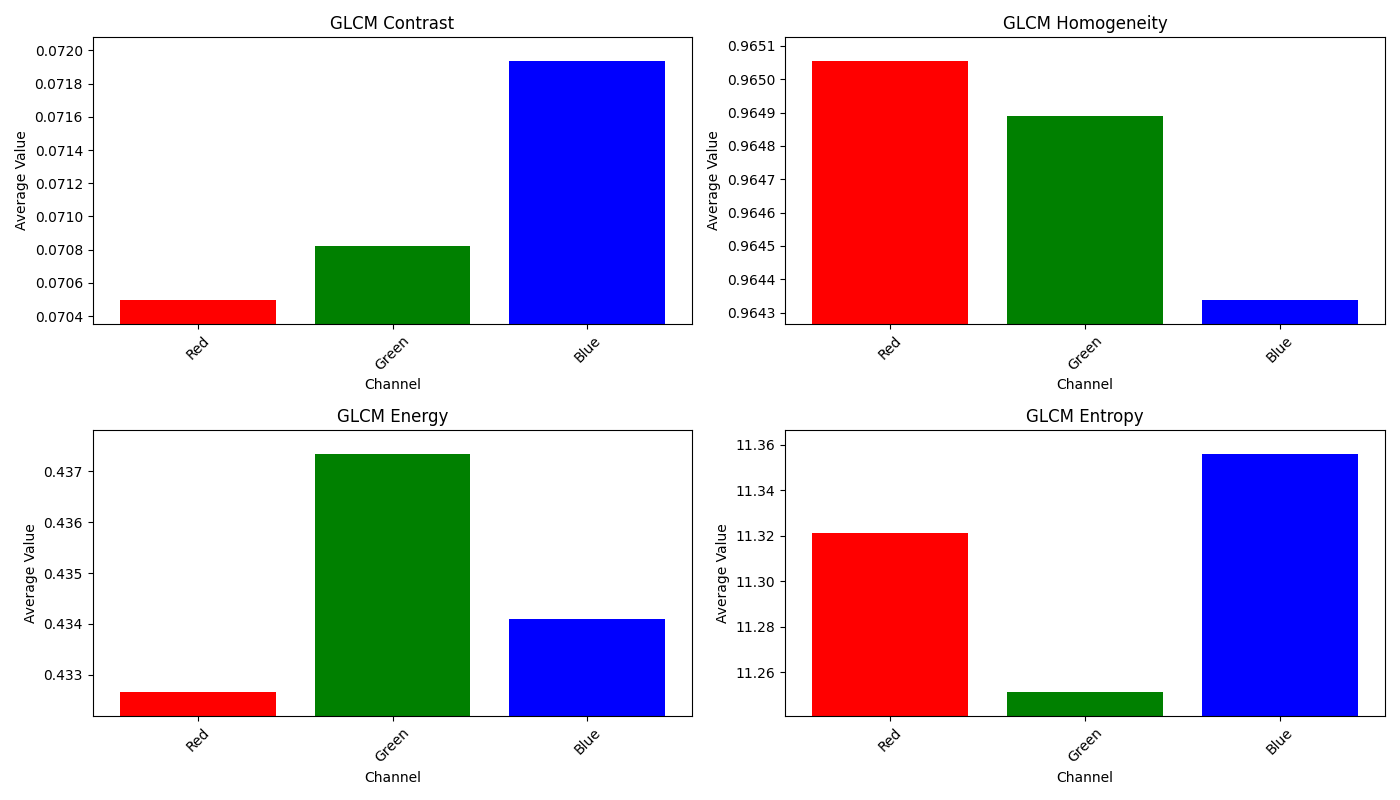 GLCM Contrast
0.0720
0.0718
0.0716
0.0714
0.0712
0.0710
0.0708
0.0706
0.0704
Average Value
Red
Green
Blue
Channel
GLCM Homogeneity
0.9651
0.9650
0.9649
0.9648
0.9647
0.9646
0.9645
0.9644
0.9643
Average Value
Red
Green
Blue
Channel
GLCM Energy
0.437
0.436
0.435
0.434
0.433
Average Value
Red
Green
Blue
Channel
GLCM Entropy
11.36
11.34
11.32
11.30
11.28
11.26
Average Value
Red
Green
Blue
Channel